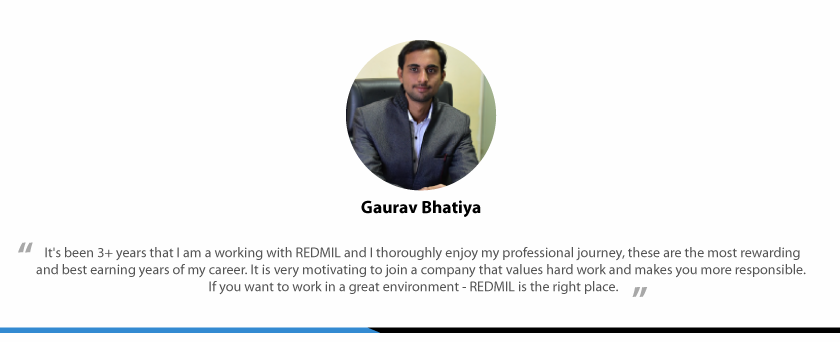 Gaurav Bhatiya
“ It's been 3+ years that I am a working with REDMIL and I thoroughly enjoy my professional journey, these are the most rewarding
and best earning years of my career. It is very motivating to join a company that values hard work and makes you more responsible.
If you want to work in a great environment - REDMIL is the right place. ”